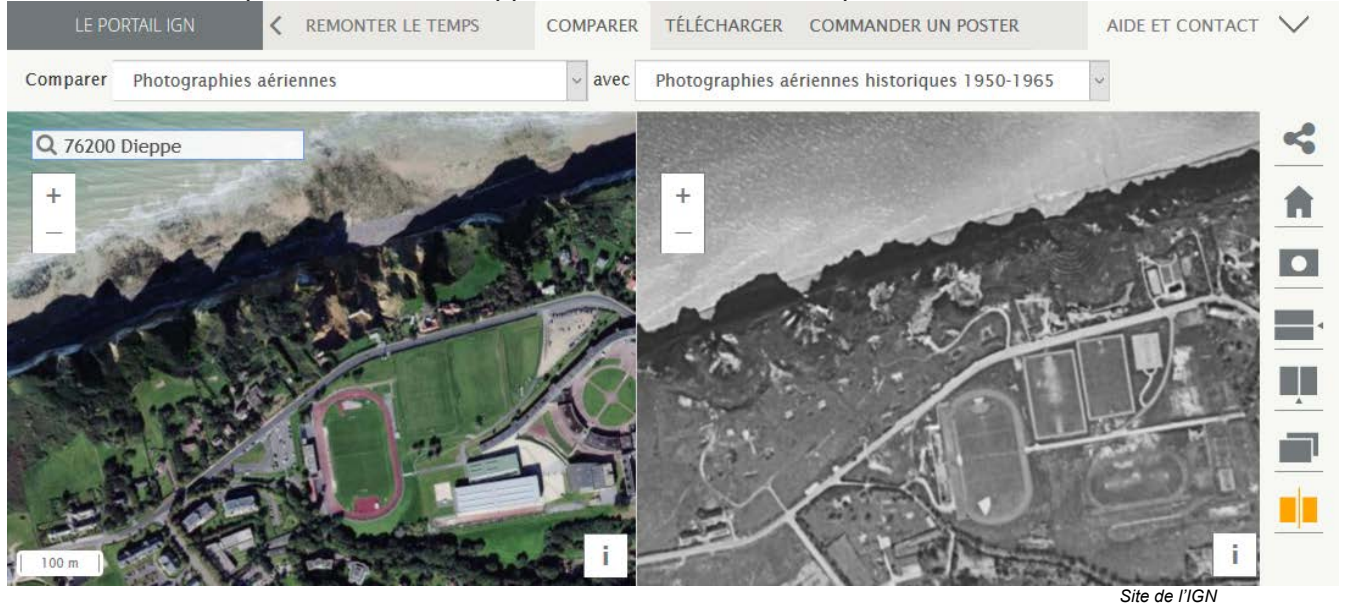 LE PORTAIL IGN < REMONTER LE TEMPS COMPARER TÉLÉCHARGER COMMANDER UN POSTER AIDE ET CONTACT
Comparer Photographies aériennes avec Photographies aériennes historiques 1950-1965
76200 Dieppe
+ +
– –
100 m i i
Site de l'IGN